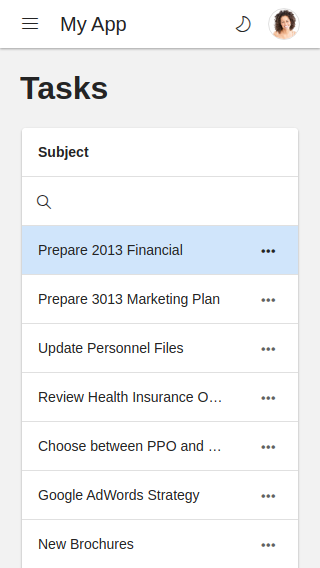 My App
Tasks
Subject
Prepare 2013 Financial
Prepare 3013 Marketing Plan
Update Personnel Files
Review Health Insurance O…
Choose between PPO and …
Google AdWords Strategy
New Brochures